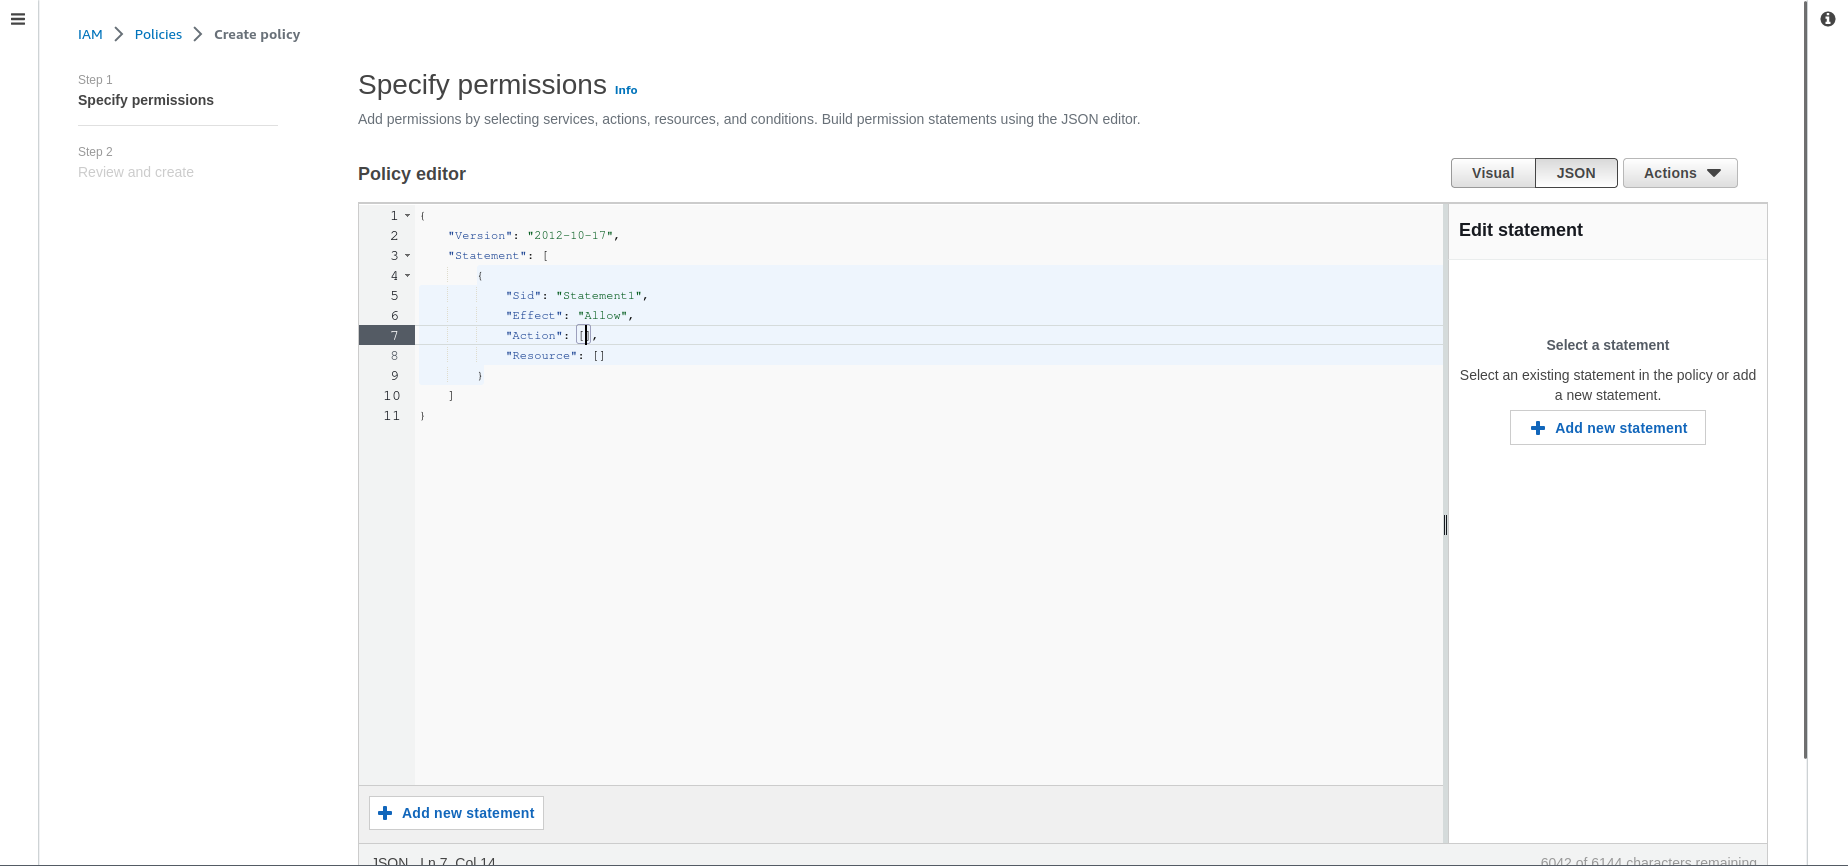 IAM > Policies > Create policy
Step 1
Specify permissions
Step 2
Review and create
Specify permissions Info
Add permissions by selecting services, actions, resources, and conditions. Build permission statements using the JSON editor.
Policy editor
Visual JSON Actions
1 {
2 "Version": "2012-10-17",
3 "Statement": [
4 {
5 "Sid": "Statement1",
6 "Effect": "Allow",
7 "Action": [],
8 "Resource": []
9 }
10 ]
11 }
Add new statement
Edit statement
Select a statement
Select an existing statement in the policy or add
a new statement.
Add new statement
JSON Ln 7, Col 14
6042 of 6144 characters remaining